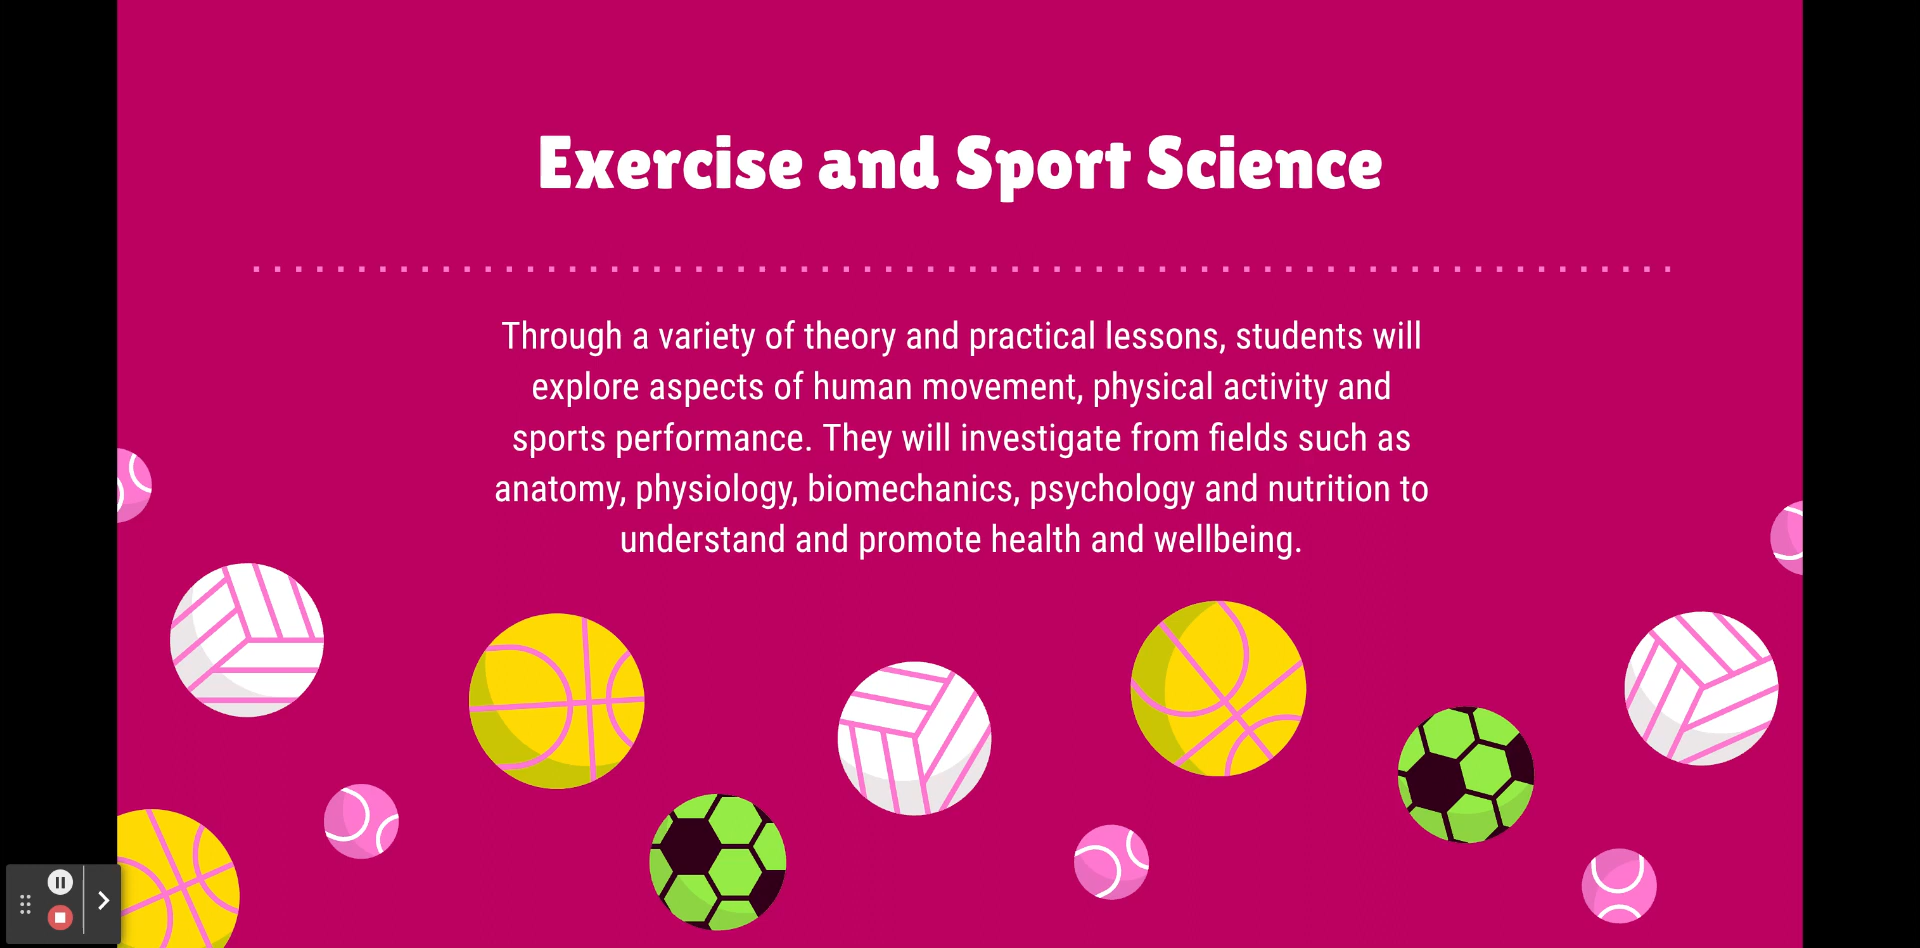 Exercise and Sport Science
Through a variety of theory and practical lessons, students will
explore aspects of human movement, physical activity and
sports performance. They will investigate from fields such as
anatomy, physiology, biomechanics, psychology and nutrition to
understand and promote health and wellbeing.